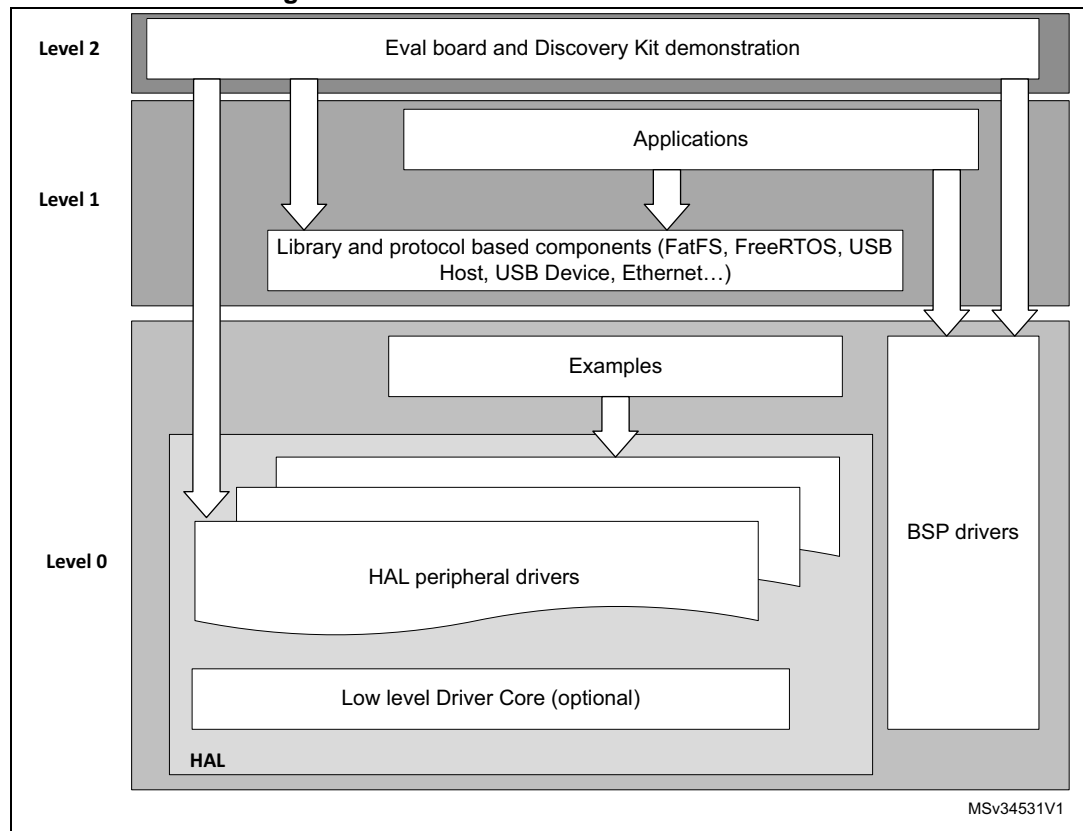 Level 2
Eval board and Discovery Kit demonstration
Applications
Level 1
Library and protocol based components (FatFS, FreeRTOS, USB
Host, USB Device, Ethernet…)
Examples
BSP drivers
Level 0
HAL peripheral drivers
Low level Driver Core (optional)
HAL
MSv34531V1